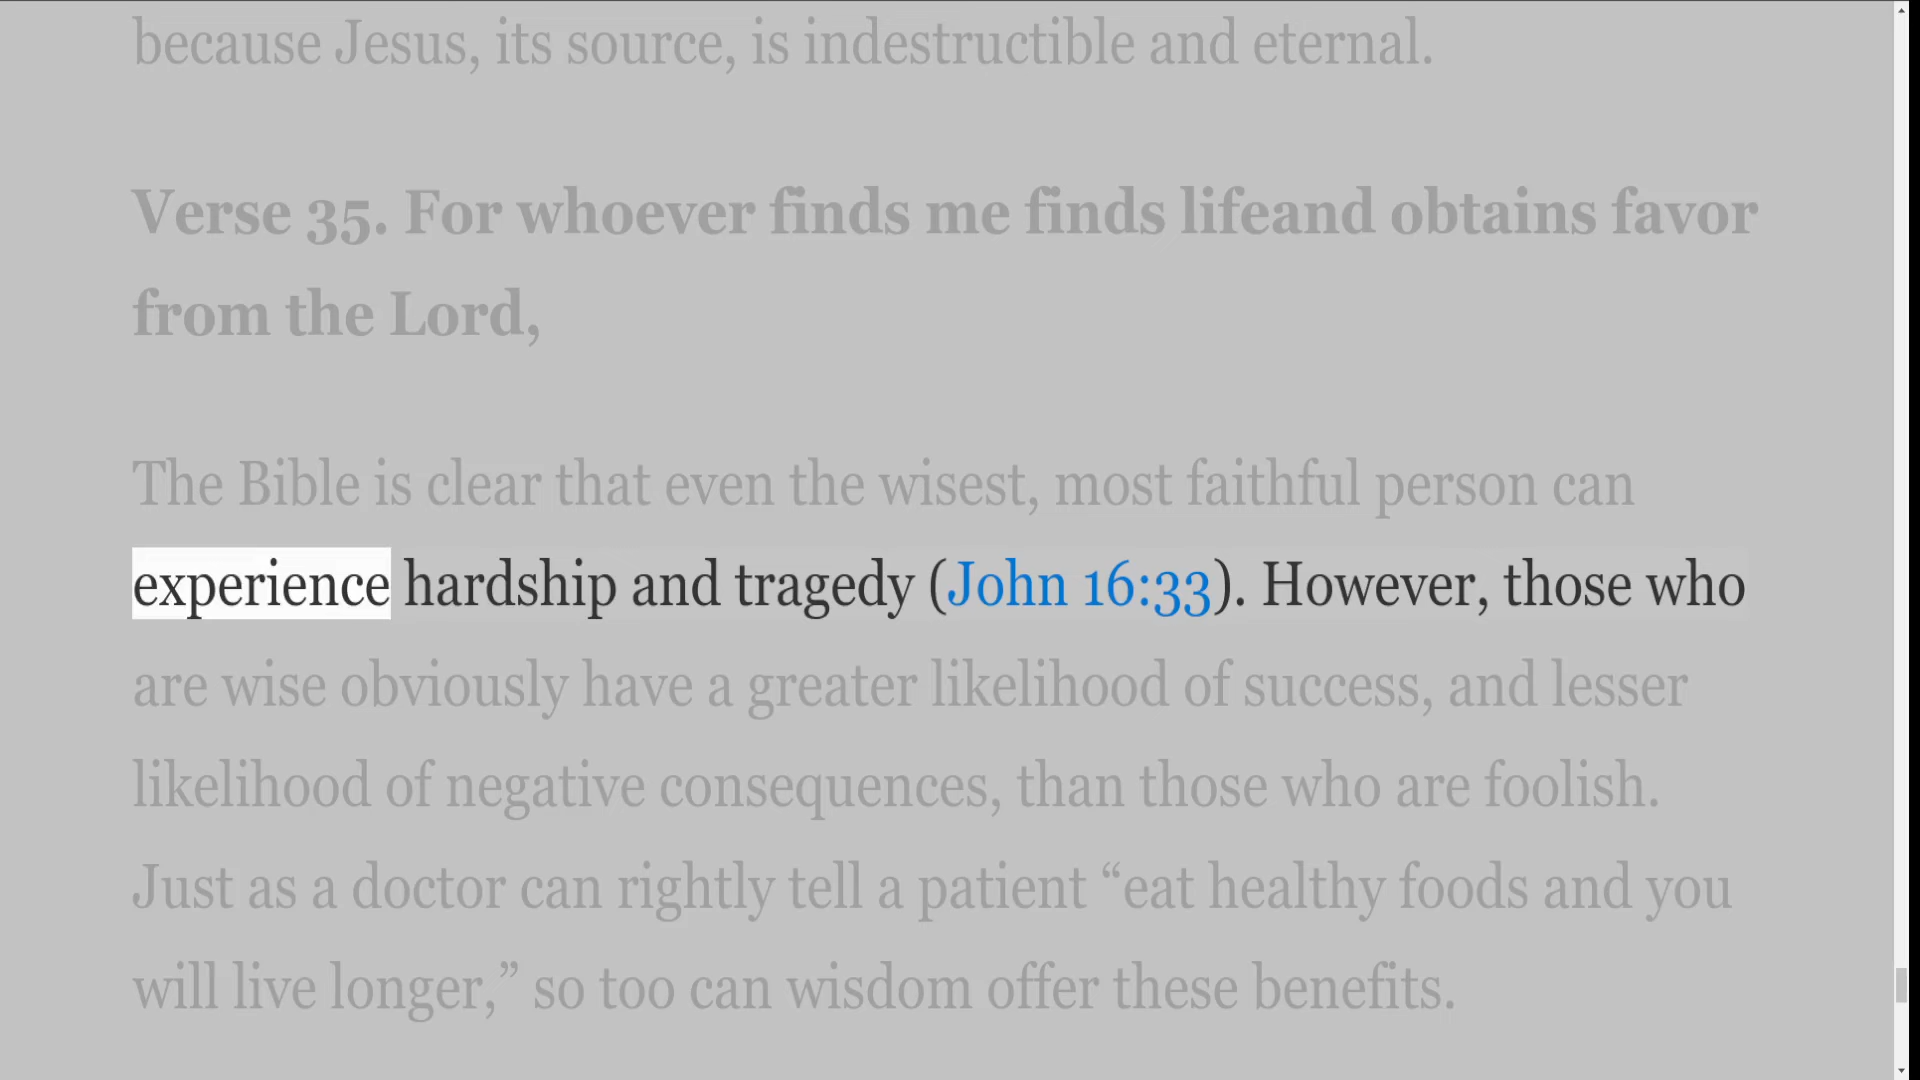 because Jesus, its source, is indestructible and eternal.
Verse 35. For whoever finds me finds lifeand obtains favor
from the Lord,
The Bible is clear that even the wisest, most faithful person can
experience hardship and tragedy (John 16:33). However, those who
are wise obviously have a greater likelihood of success, and lesser
likelihood of negative consequences, than those who are foolish.
Just as a doctor can rightly tell a patient “eat healthy foods and you
will live longer,” so too can wisdom offer these benefits.